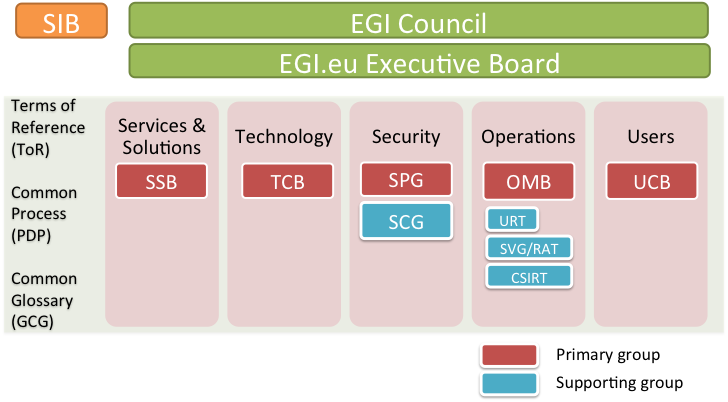 SIB
EGI Council
EGI.eu Executive Board
Terms of
Reference
(ToR)
Common
Process
(PDP)
Common
Glossary
(GCG)
Services &
Solutions
SSB
Technology
TCB
Security
SPG
SCG
Operations
OMB
URT
SVG/RAT
CSIRT
Users
UCB
Primary group
Supporting group